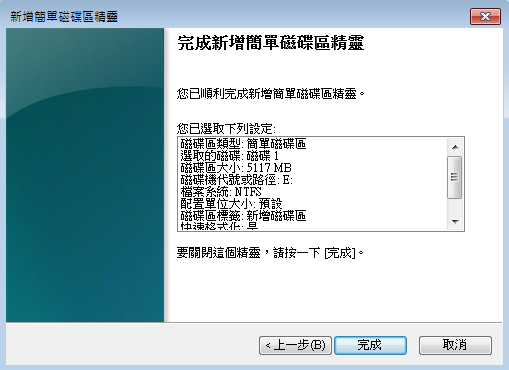 新增簡單磁碟區精靈
完成新增簡單磁碟區精靈
您已順利完成新增簡單磁碟區精靈。
您已選取下列設定:
磁碟區類型: 簡單磁碟區
選取的磁碟: 磁碟 1
磁碟區大小: 5117 MB
磁碟機代號或路徑: E:
檔案系統: NTFS
配置單位大小: 預設
磁碟區標籤: 新增磁碟區
快速格式化: 是
要關閉這個精靈，請按一下 [完成]。
< 上一步(B)
完成
取消